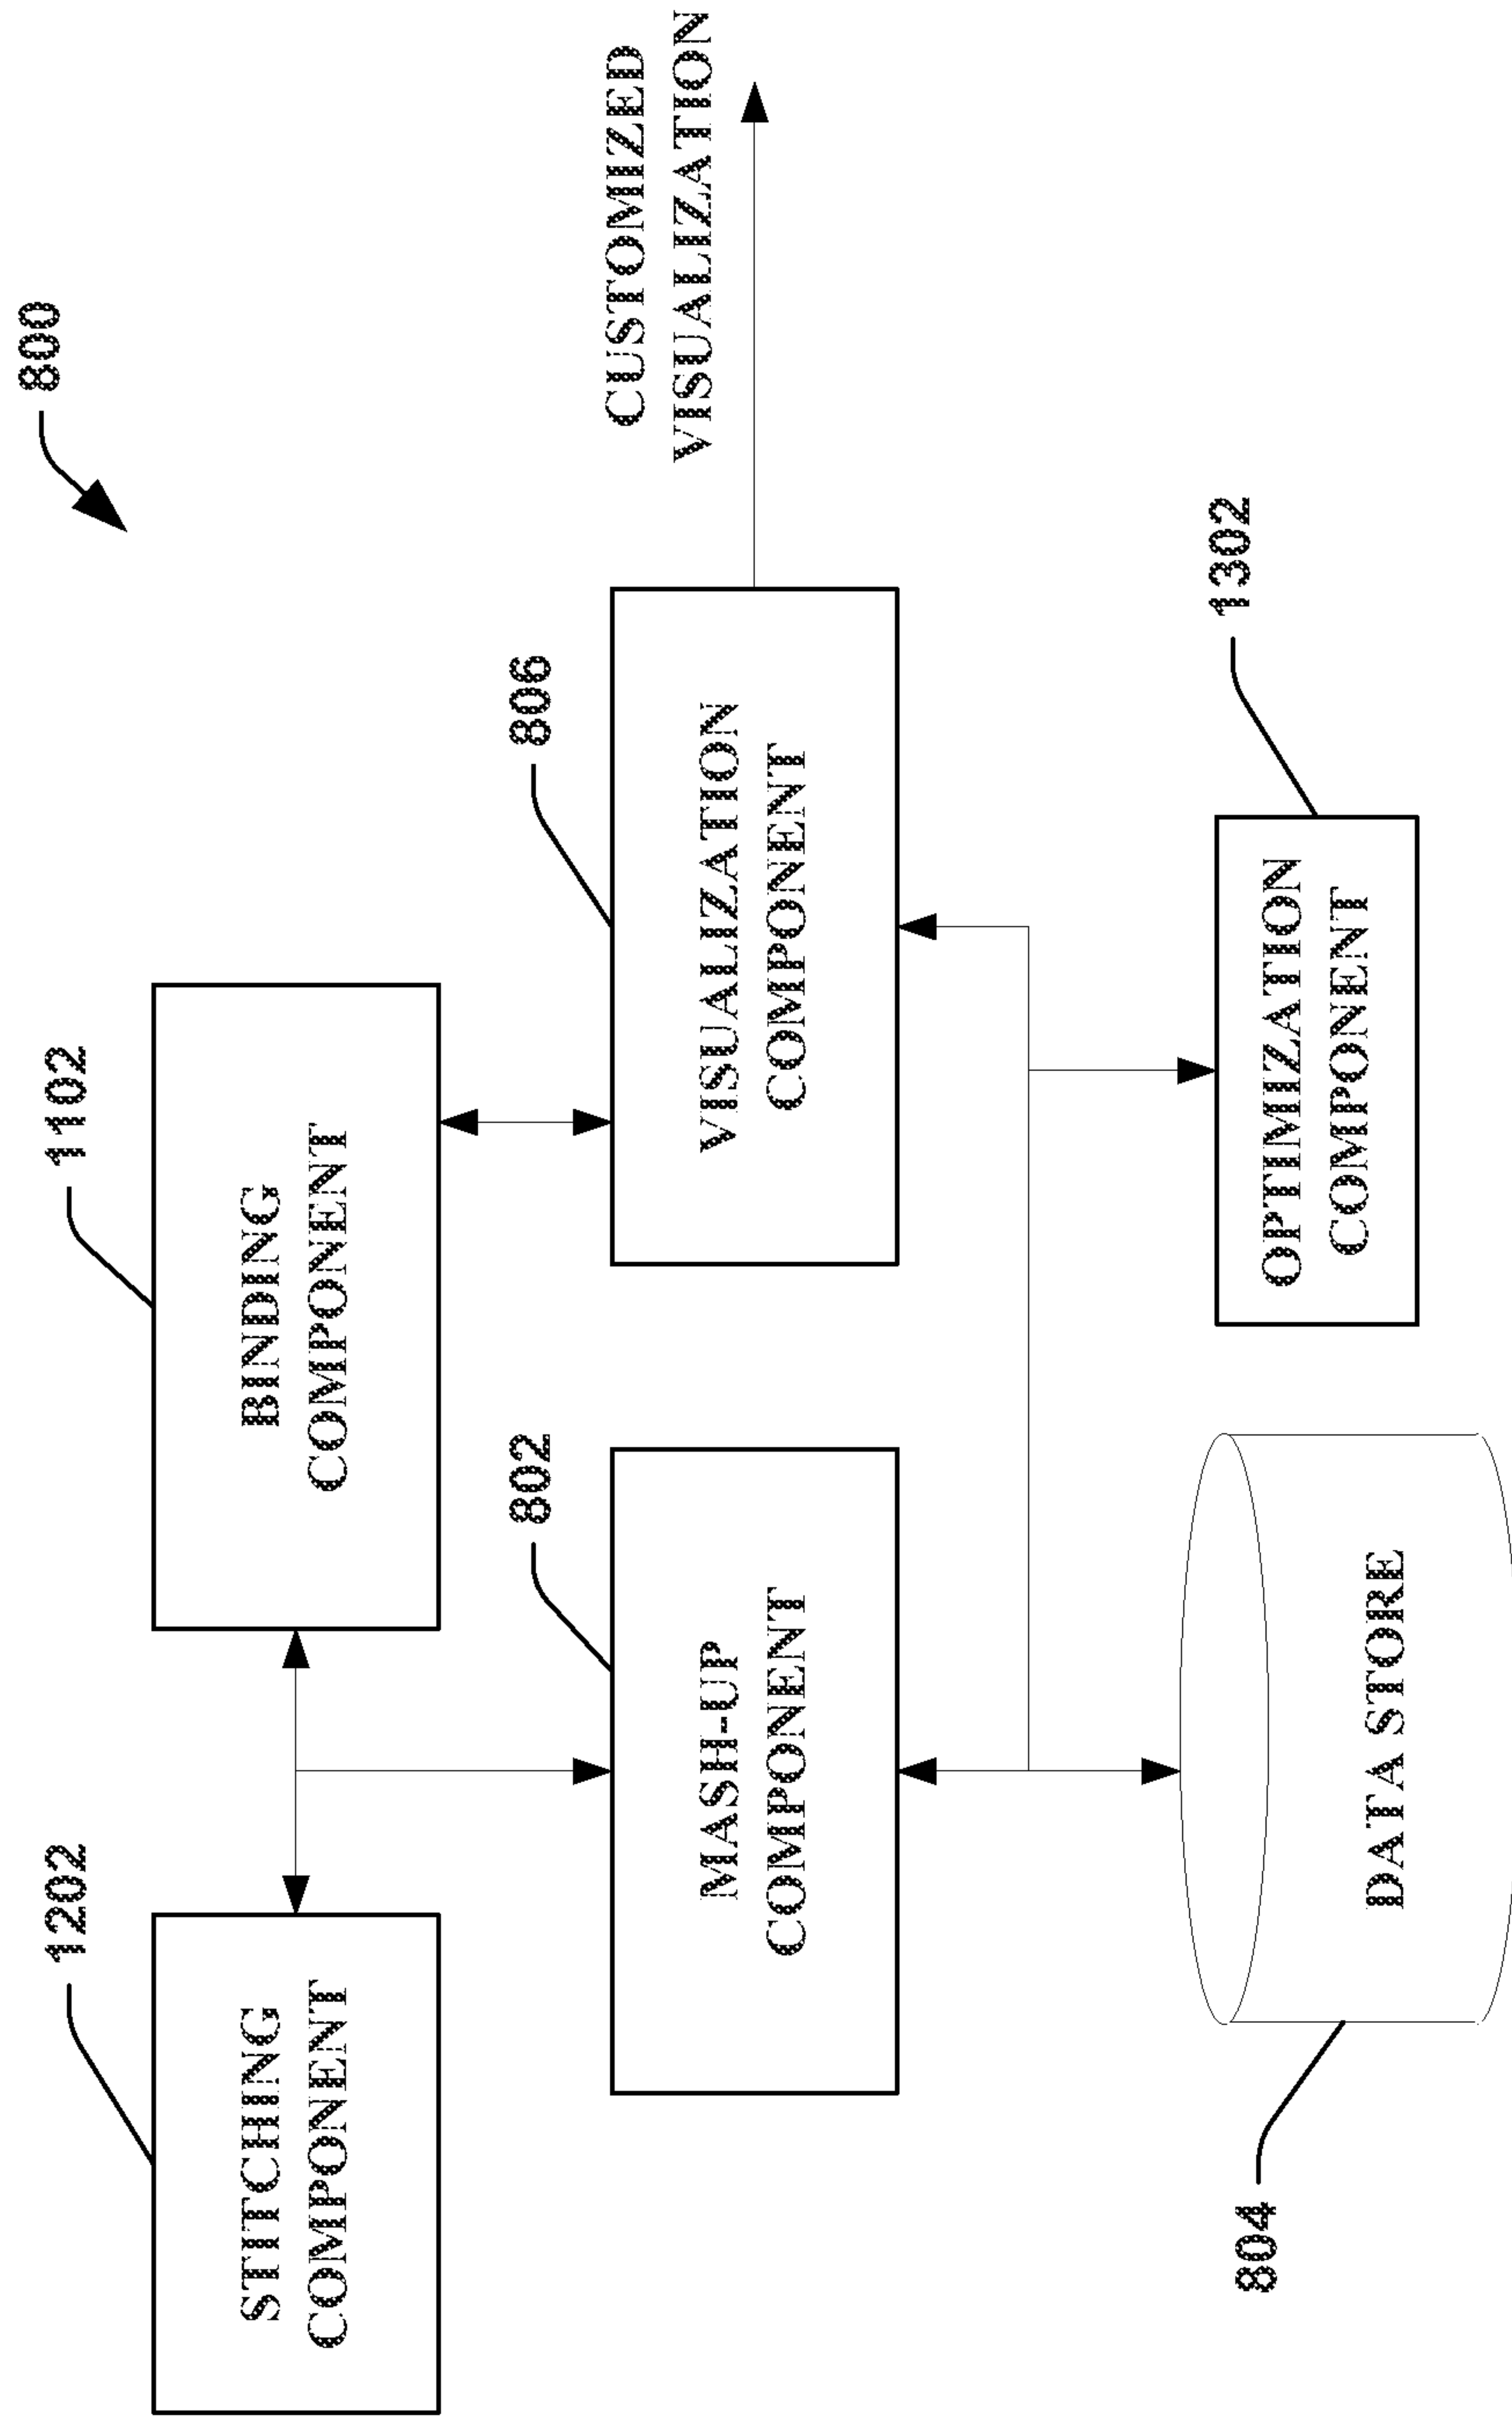 800
1202
STITCHING
COMPONENT
1102
BINDING
COMPONENT
802
MASH-UP
COMPONENT
806
VISUALIZATION
COMPONENT
CUSTOMIZED
VISUALIZATION
804
DATA STORE
1302
OPTIMIZATION
COMPONENT